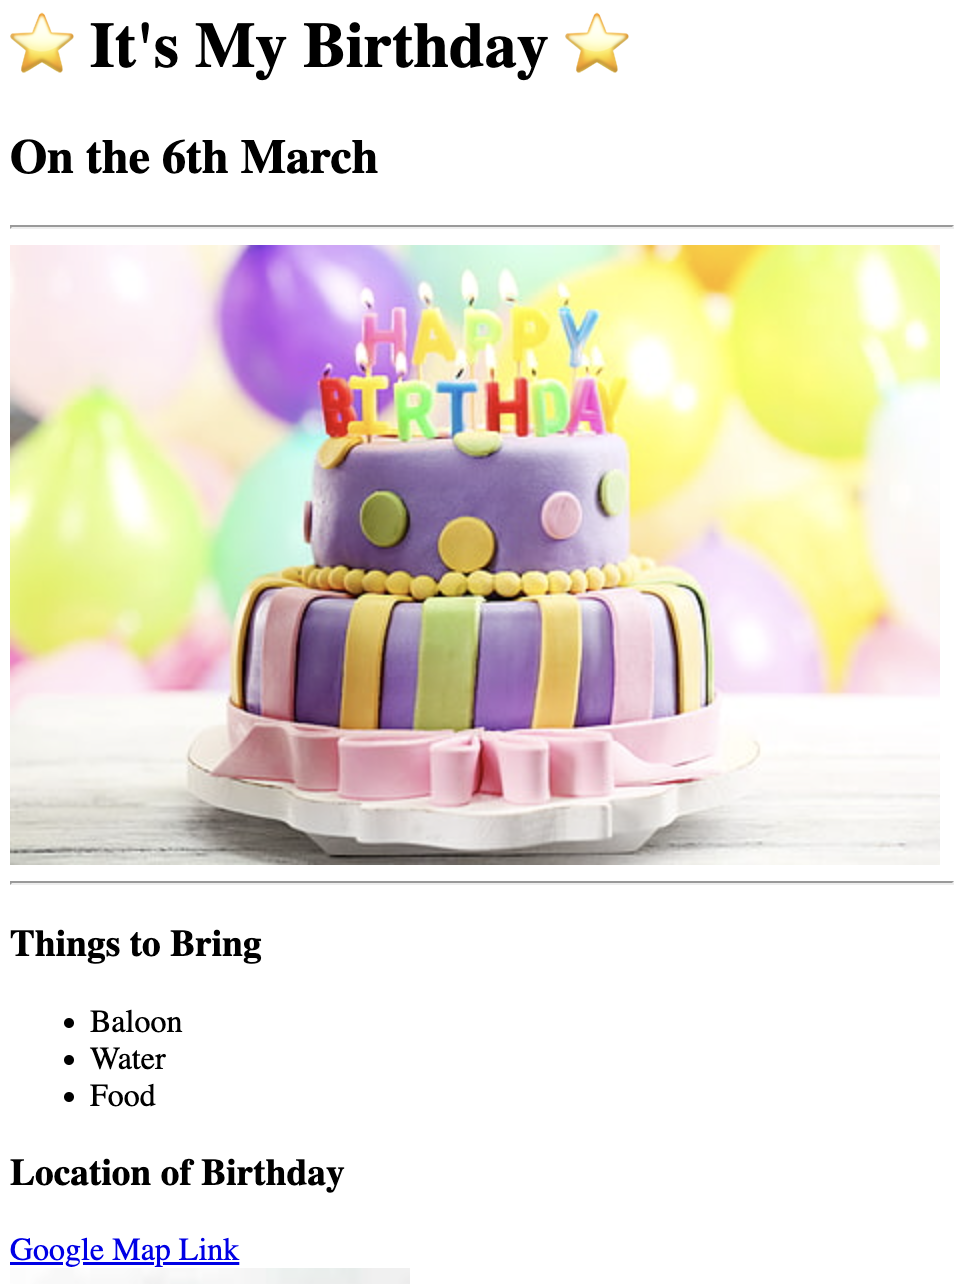 ⭐ It's My Birthday ⭐
On the 6th March
HAPPY
BIRTHDAY
Things to Bring
Baloon
Water
Food
Location of Birthday
Google Map Link